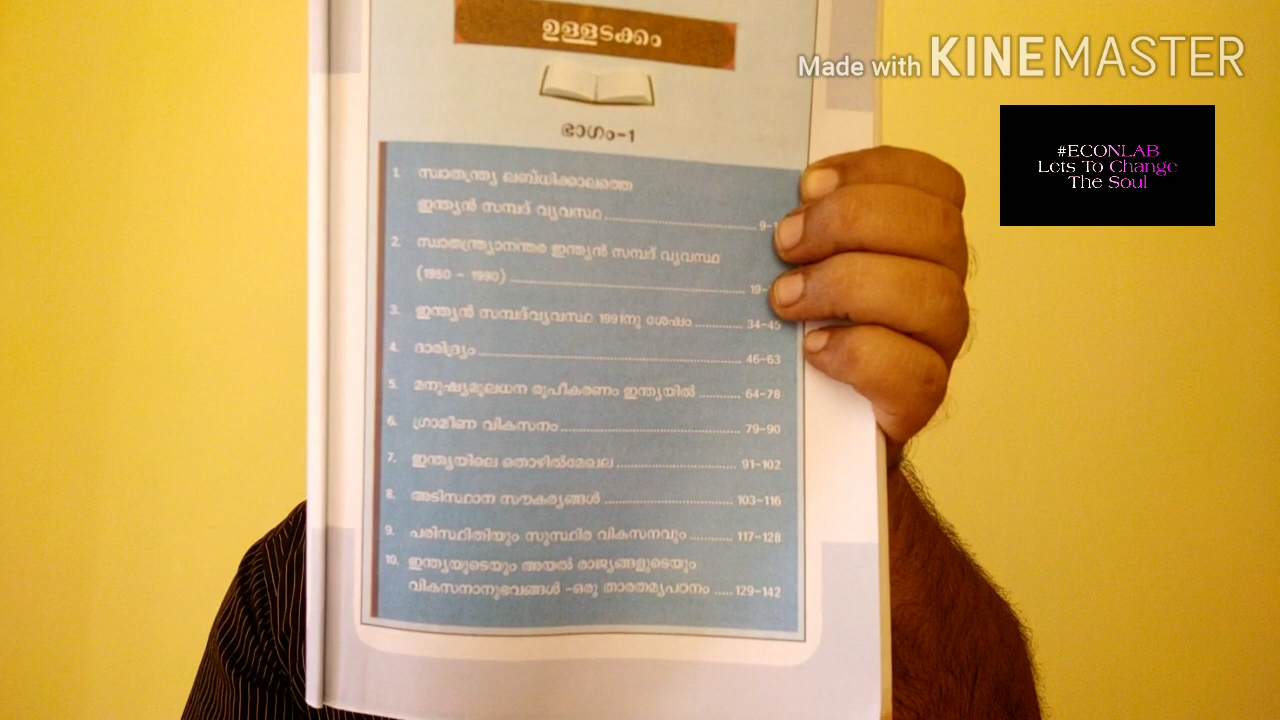 ഉള്ളടക്കം
Made with KINEMASTER
#ECONLAB
Lets To Change
The Soul
ഭാഗം-1
1. സ്വാതന്ത്ര്യ ലബ്ധിക്കാലത്തെ
ഇന്ത്യൻ സമ്പദ് വ്യവസ്ഥ ........ 9-
2. സ്വാതന്ത്ര്യാനന്തര ഇന്ത്യൻ സമ്പദ് വ്യവസ്ഥ
(1950 - 1990) ........ 19-
3. ഇന്ത്യൻ സമ്പദ്‌വ്യവസ്ഥ 1991നു ശേഷം ........ 34-45
4. ദാരിദ്ര്യം ........ 46-63
5. മനുഷ്യമൂലധന രൂപീകരണം ഇന്ത്യയിൽ ........ 64-78
6. ഗ്രാമീണ വികസനം ........ 79-90
7. ഇന്ത്യയിലെ തൊഴിൽമേഖല ........ 91-102
8. അടിസ്ഥാന സൗകര്യങ്ങൾ ........ 103-116
9. പരിസ്ഥിതിയും സുസ്ഥിര വികസനവും ........ 117-128
10. ഇന്ത്യയുടെയും അയൽ രാജ്യങ്ങളുടെയും
വികസനാനുഭവങ്ങൾ -ഒരു താരതമ്യപഠനം ..... 129-142